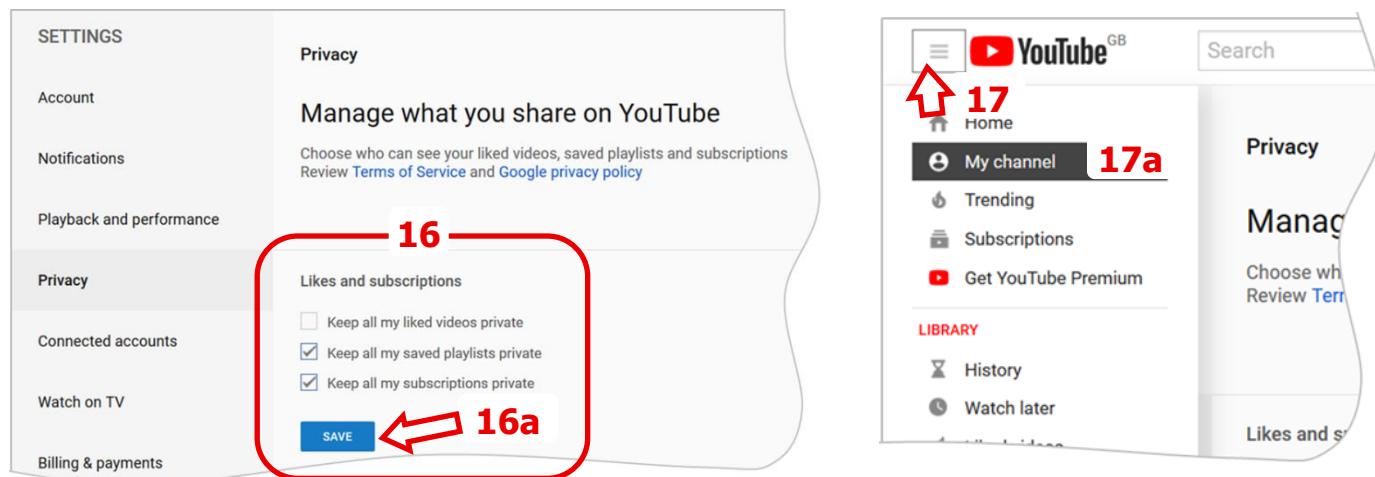 SETTINGS
Account
Notifications
Playback and performance
Privacy
Connected accounts
Watch on TV
Billing & payments
Privacy
Manage what you share on YouTube
Choose who can see your liked videos, saved playlists and subscriptions
Review Terms of Service and Google privacy policy
16
Likes and subscriptions
Keep all my liked videos private
Keep all my saved playlists private
Keep all my subscriptions private
SAVE
16a
YouTube GB
Search
17
Home
My channel
17a
Trending
Subscriptions
Get YouTube Premium
LIBRARY
History
Watch later
Privacy
Manag
Choose wh
Review Terr
Likes and s